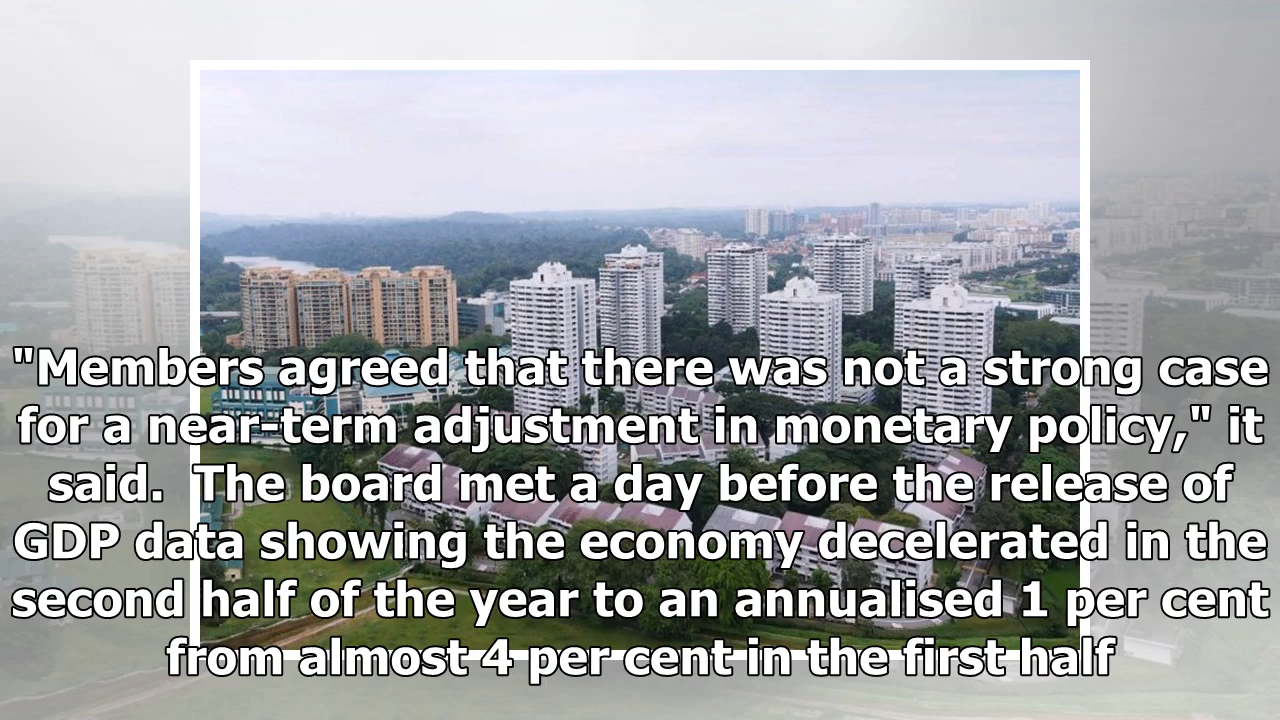 "Members agreed that there was not a strong case
for a near-term adjustment in monetary policy," it
said.  The board met a day before the release of
GDP data showing the economy decelerated in the
second half of the year to an annualised 1 per cent
from almost 4 per cent in the first half